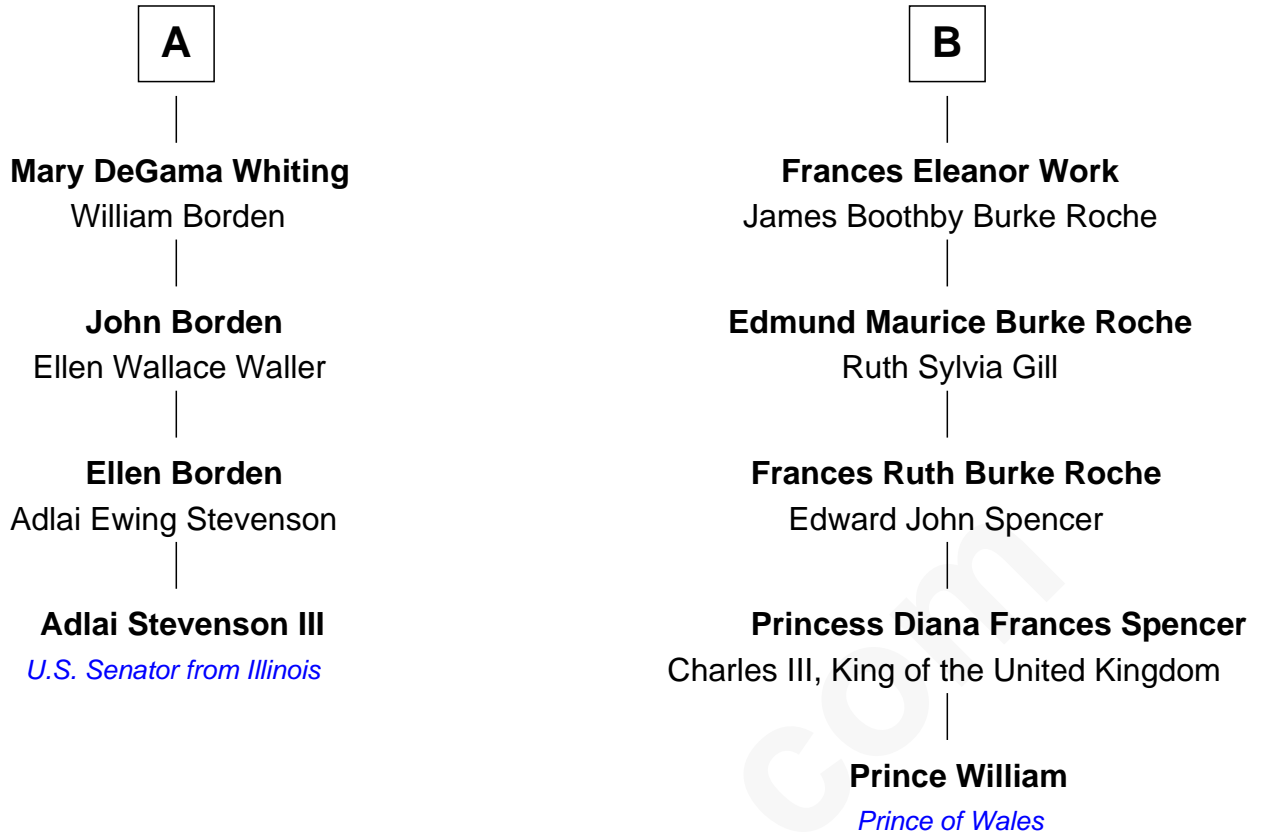 A
Mary DeGama Whiting
William Borden
John Borden
Ellen Wallace Waller
Ellen Borden
Adlai Ewing Stevenson
Adlai Stevenson III
U.S. Senator from Illinois
B
Frances Eleanor Work
James Boothby Burke Roche
Edmund Maurice Burke Roche
Ruth Sylvia Gill
Frances Ruth Burke Roche
Edward John Spencer
Princess Diana Frances Spencer
Charles III, King of the United Kingdom
Prince William
Prince of Wales
com